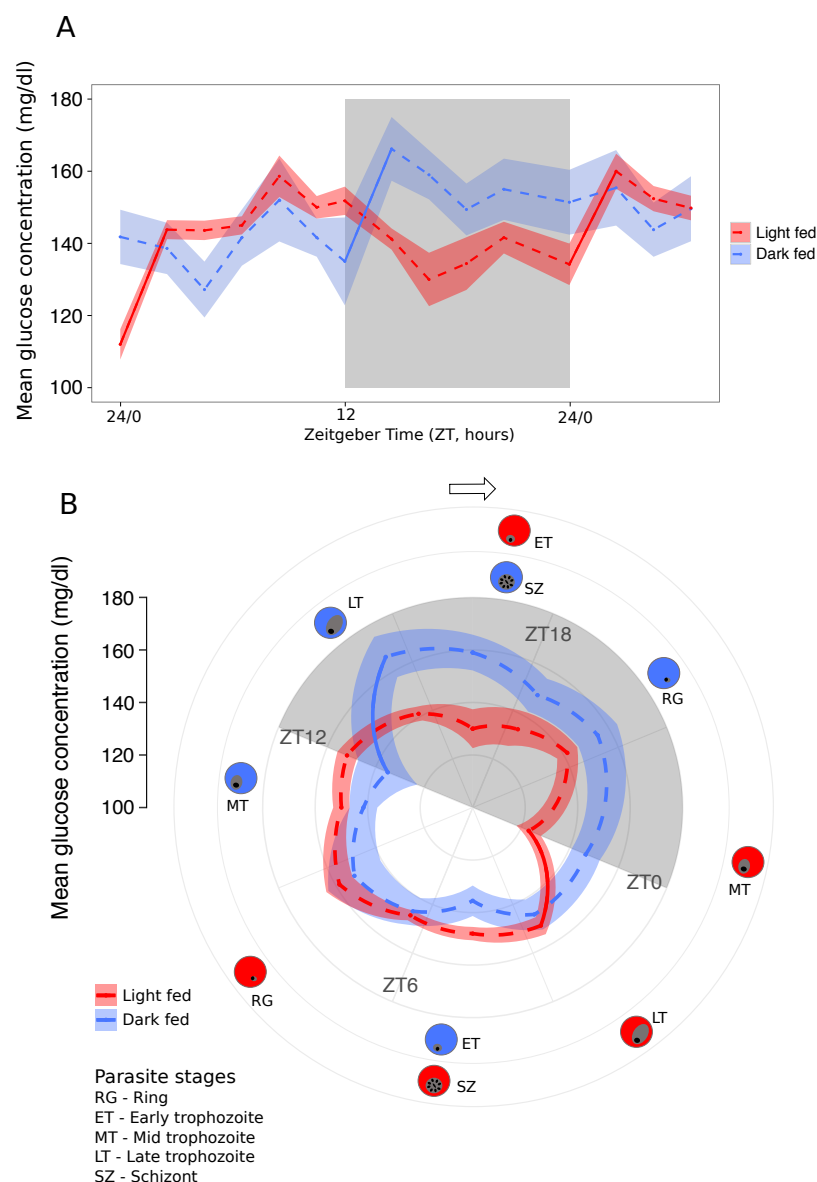 A
Mean glucose concentration (mg/dl)
180
160
140
120
100
24/0
12
24/0
Zeitgeber Time (ZT, hours)
Light fed
Dark fed
B
Mean glucose concentration (mg/dl)
180
160
140
120
100
ET
SZ
LT
ZT18
RG
ZT12
MT
ZT0
MT
ZT6
RG
LT
ET
SZ
Light fed
Dark fed
Parasite stages
RG - Ring
ET - Early trophozoite
MT - Mid trophozoite
LT - Late trophozoite
SZ - Schizont